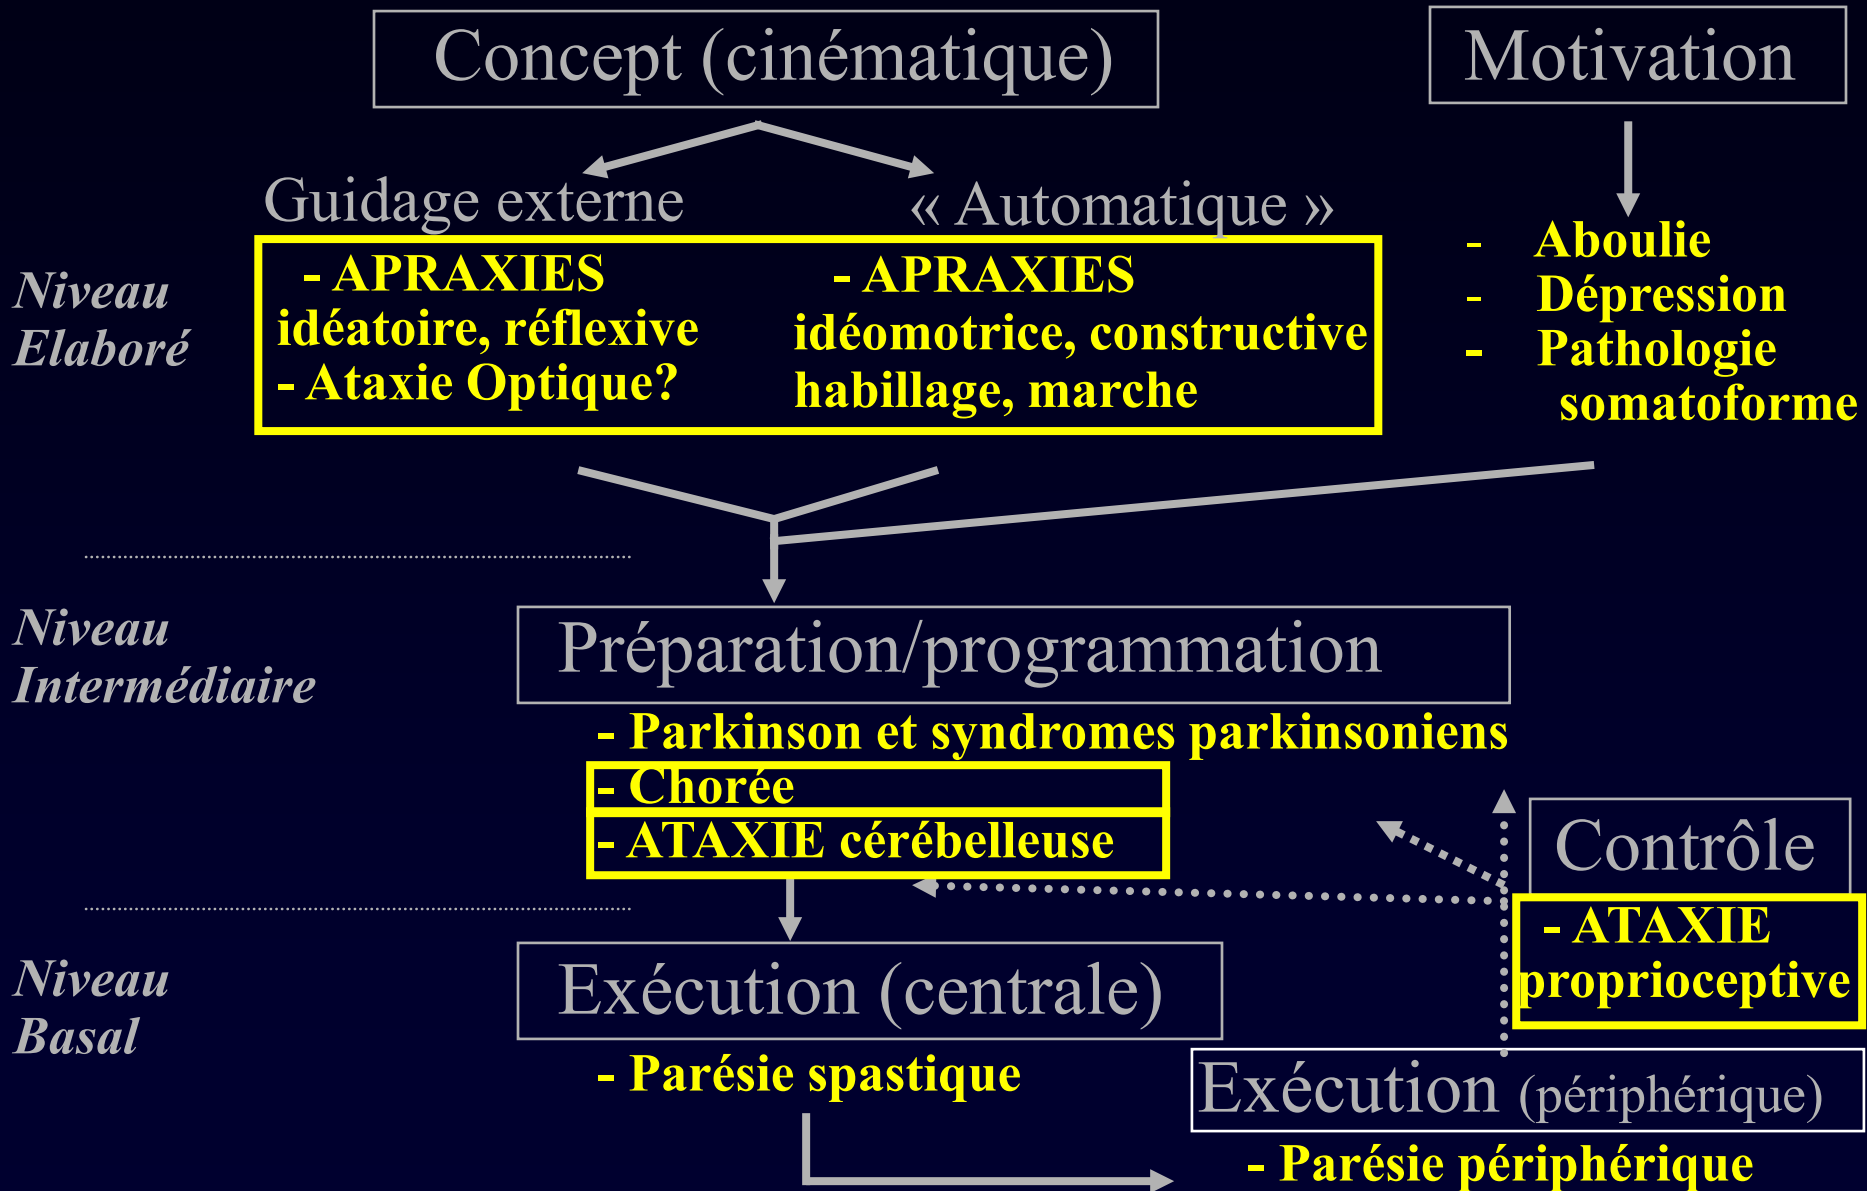 Concept (cinématique)
Motivation
Guidage externe
« Automatique »
Niveau
Elaboré
- APRAXIES
idéatoire, réflexive
- Ataxie Optique?
- APRAXIES
idéomotrice, constructive
habillage, marche
- Aboulie
- Dépression
- Pathologie
somatoforme
Niveau
Intermédiaire
Préparation/programmation
- Parkinson et syndromes parkinsoniens
- Chorée
- ATAXIE cérébelleuse
Contrôle
- ATAXIE
proprioceptive
Niveau
Basal
Exécution (centrale)
- Parésie spastique
Exécution (périphérique)
- Parésie périphérique